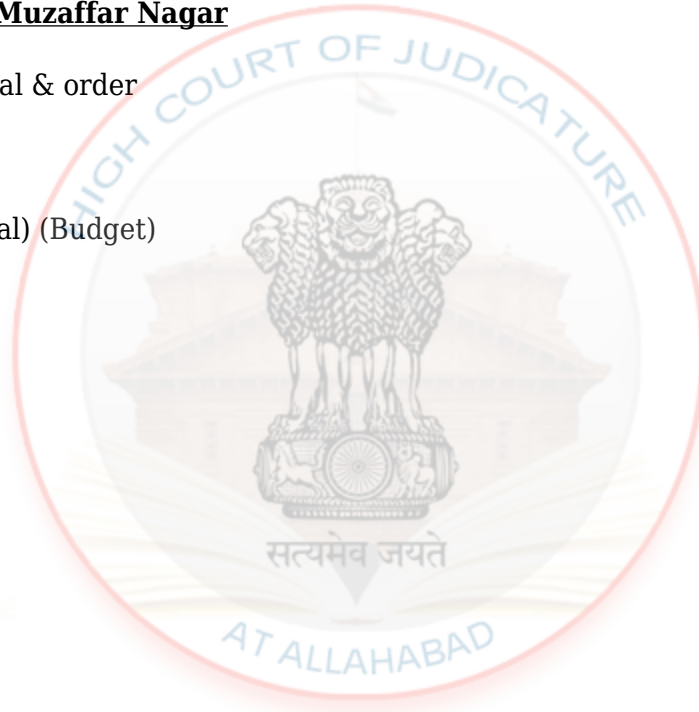 Muzaffar Nagar
al & order
al) (Budget)
HIGH COURT OF JUDICATURE
सत्यमेव जयते
AT ALLAHABAD